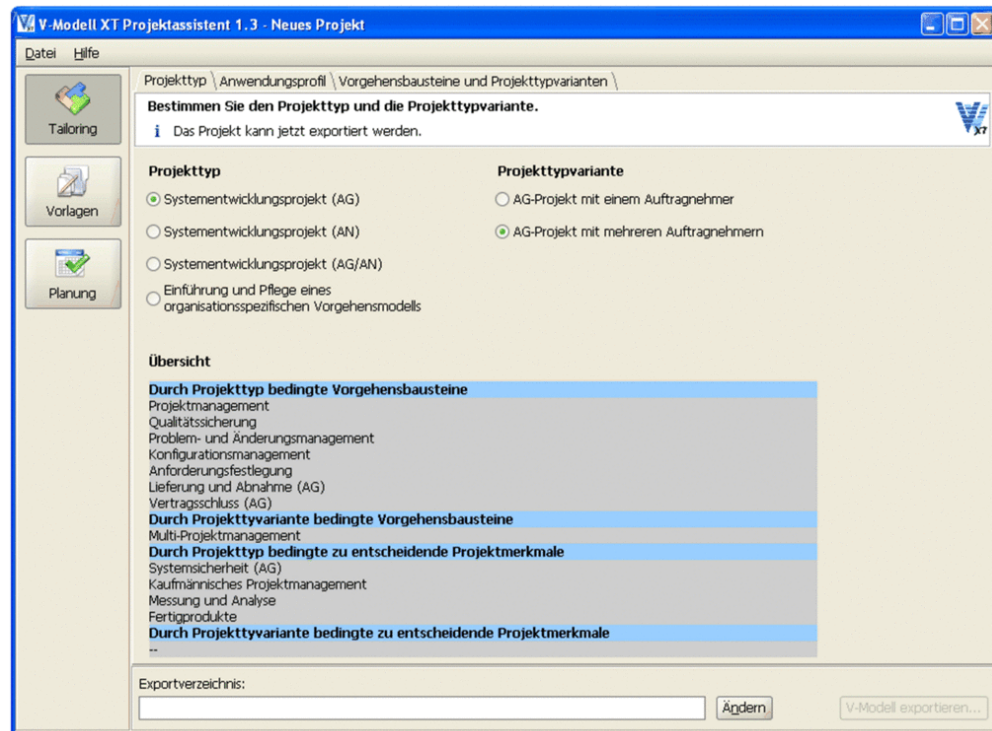 V-Modell XT Projektassistent 1.3 - Neues Projekt
Datei Hilfe
Tailoring
Vorlagen
Planung
Projekttyp Anwendungsprofil Vorgehensbausteine und Projekttypvarianten
Bestimmen Sie den Projekttyp und die Projekttypvariante.
i Das Projekt kann jetzt exportiert werden.
XT
Projekttyp
Systementwicklungsprojekt (AG)
Systementwicklungsprojekt (AN)
Systementwicklungsprojekt (AG/AN)
Einführung und Pflege eines
organisationsspezifischen Vorgehensmodells
Projekttypvariante
AG-Projekt mit einem Auftragnehmer
AG-Projekt mit mehreren Auftragnehmern
Übersicht
Durch Projekttyp bedingte Vorgehensbausteine
Projektmanagement
Qualitätssicherung
Problem- und Änderungsmanagement
Konfigurationsmanagement
Anforderungsfestlegung
Lieferung und Abnahme (AG)
Vertragsschluss (AG)
Durch Projekttyvariante bedingte Vorgehensbausteine
Multi-Projektmanagement
Durch Projekttyp bedingte zu entscheidende Projektmerkmale
Systemsicherheit (AG)
Kaufmännisches Projektmanagement
Messung und Analyse
Fertigprodukte
Durch Projekttyvariante bedingte zu entscheidende Projektmerkmale
--
Exportverzeichnis:
Ändern
V-Modell exportieren...